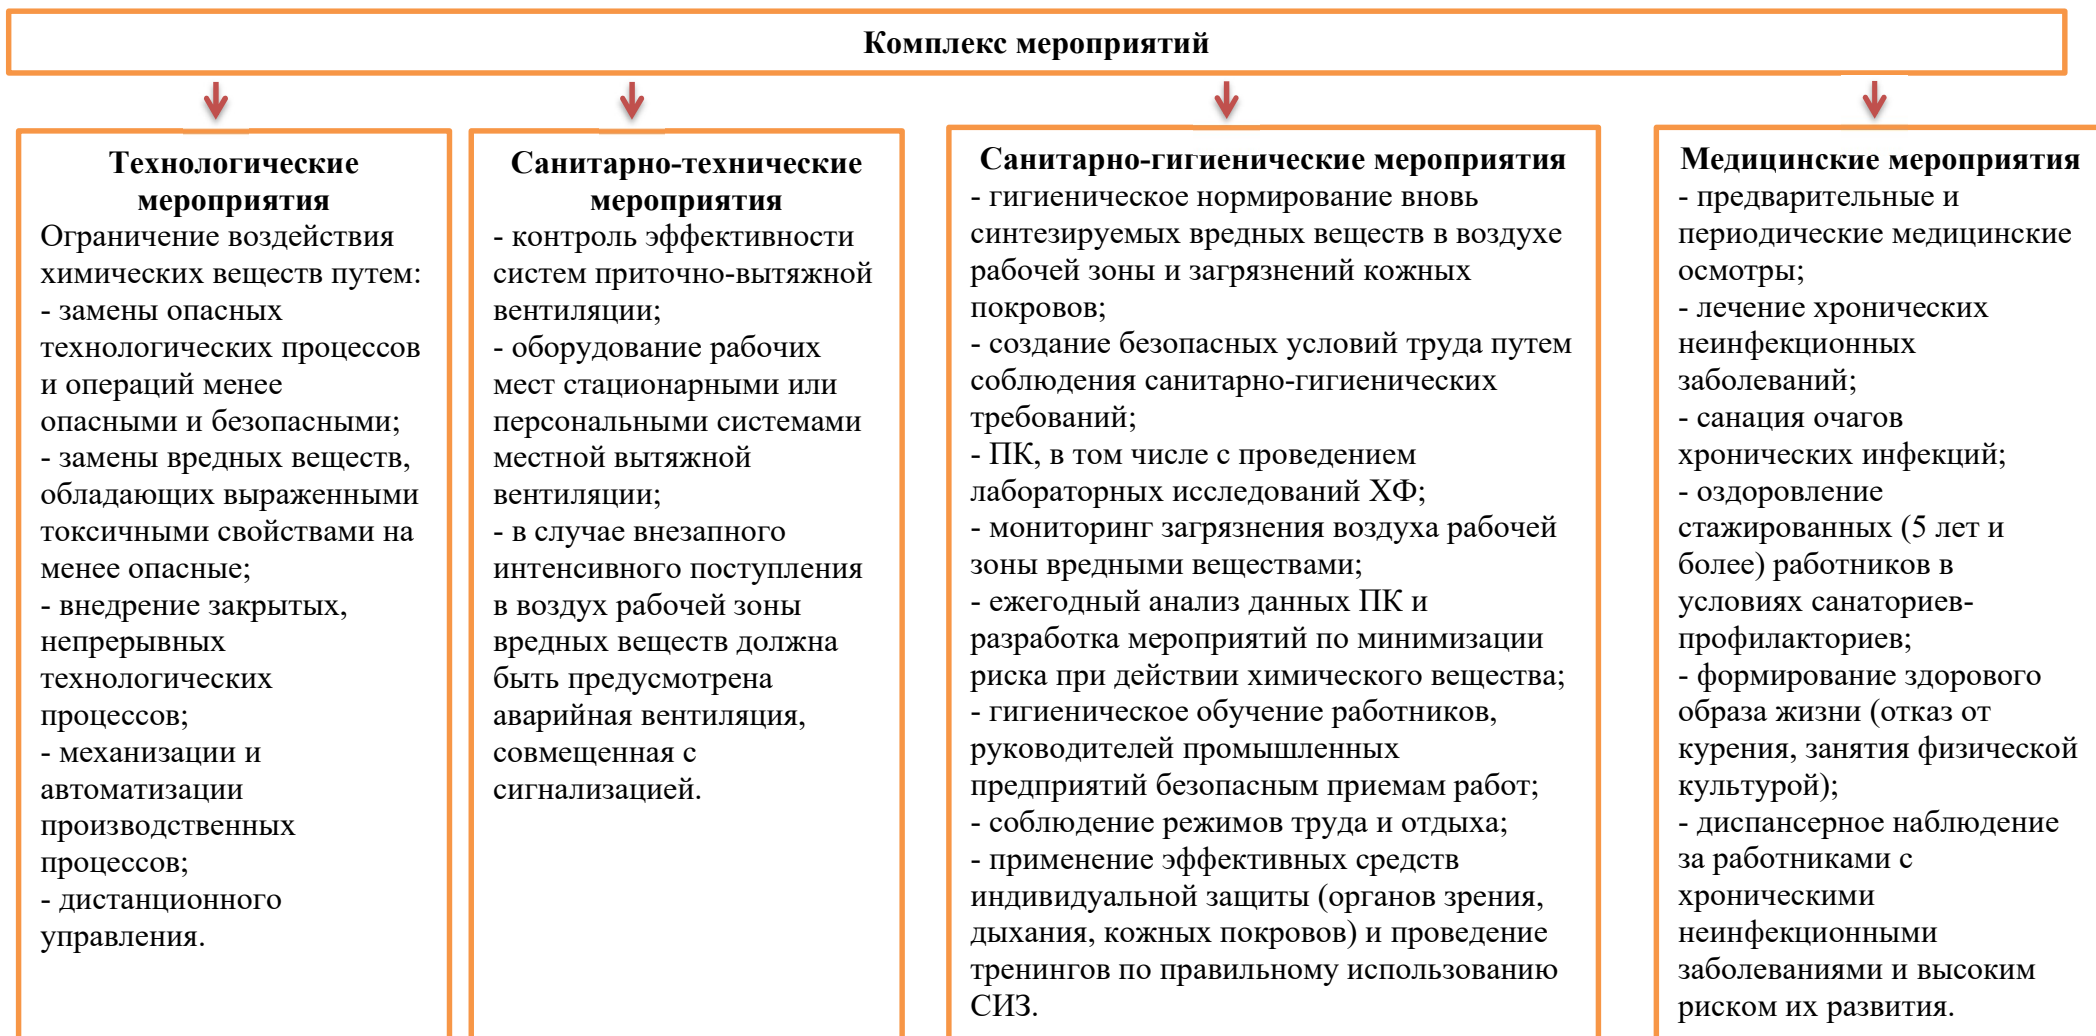 Комплекс мероприятий
Технологические
мероприятия
Ограничение воздействия
химических веществ путем:
- замены опасных
технологических процессов
и операций менее
опасными и безопасными;
- замены вредных веществ,
обладающих выраженными
токсичными свойствами на
менее опасные;
- внедрение закрытых,
непрерывных
технологических
процессов;
- механизации и
автоматизации
производственных
процессов;
- дистанционного
управления.
Санитарно-технические
мероприятия
- контроль эффективности
систем приточно-вытяжной
вентиляции;
- оборудование рабочих
мест стационарными или
персональными системами
местной вытяжной
вентиляции;
- в случае внезапного
интенсивного поступления
в воздух рабочей зоны
вредных веществ должна
быть предусмотрена
аварийная вентиляция,
совмещенная с
сигнализацией.
Санитарно-гигиенические мероприятия
- гигиеническое нормирование вновь
синтезируемых вредных веществ в воздухе
рабочей зоны и загрязнений кожных
покровов;
- создание безопасных условий труда путем
соблюдения санитарно-гигиенических
требований;
- ПК, в том числе с проведением
лабораторных исследований ХФ;
- мониторинг загрязнения воздуха рабочей
зоны вредными веществами;
- ежегодный анализ данных ПК и
разработка мероприятий по минимизации
риска при действии химического вещества;
- гигиеническое обучение работников,
руководителей промышленных
предприятий безопасным приемам работ;
- соблюдение режимов труда и отдыха;
- применение эффективных средств
индивидуальной защиты (органов зрения,
дыхания, кожных покровов) и проведение
тренингов по правильному использованию
СИЗ.
Медицинские мероприятия
- предварительные и
периодические медицинские
осмотры;
- лечение хронических
неинфекционных
заболеваний;
- санация очагов
хронических инфекций;
- оздоровление
стажированных (5 лет и
более) работников в
условиях санаториев-
профилакториев;
- формирование здорового
образа жизни (отказ от
курения, занятия физической
культурой);
- диспансерное наблюдение
за работниками с
хроническими
неинфекционными
заболеваниями и высоким
риском их развития.